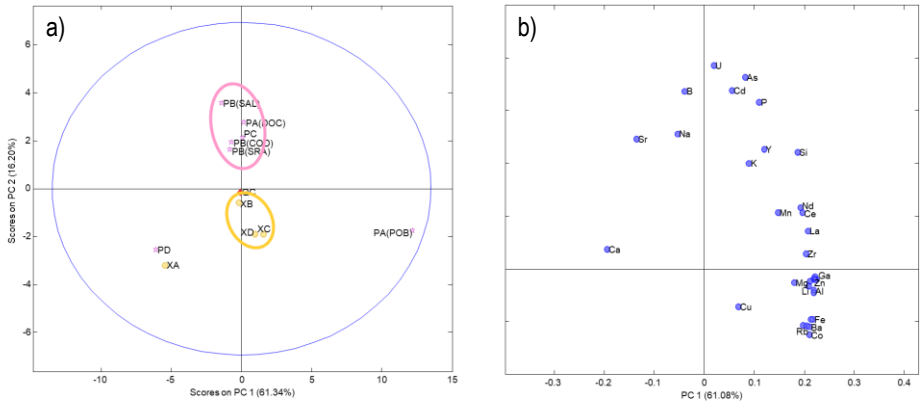 a)
b)
6
4
2
0
-2
-4
-6
Scores on PC 2 (16.20%)
PB(SAL)
PA(DOC)
PC
PB(COD)
PB(SRA)
XB
XD
XC
PA(POB)
PD
XA
-10
-5
0
5
10
15
Scores on PC 1 (61.34%)
U
As
B
Cd
P
Na
Sr
Y
Si
K
Nd
Mn
Ce
La
Ca
Zr
Ga
Mg
Zn
Li
Al
Cu
Fe
Rb
Ba
Co
-0.3
-0.2
-0.1
0
0.1
0.2
0.3
0.4
PC 1 (61.08%)